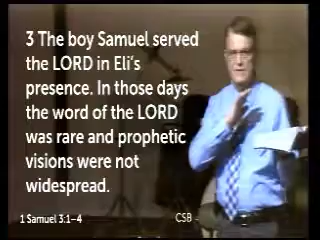 3 The boy Samuel served
the LORD in Eli's
presence. In those days
the word of the LORD
was rare and prophetic
visions were not
widespread.
1 Samuel 3:1–4
CSB